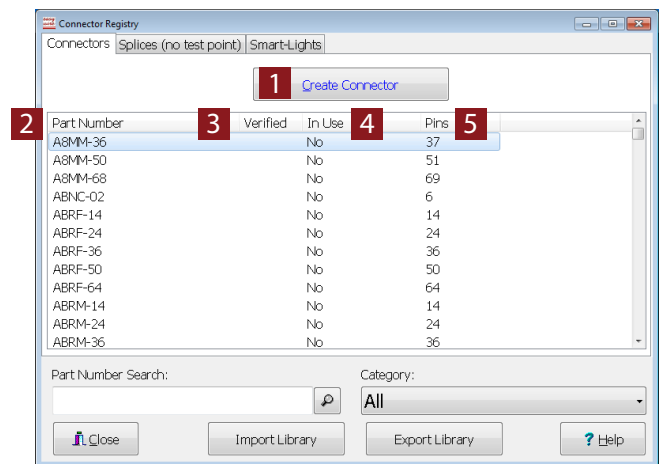 Connector Registry
Connectors Splices (no test point) Smart-Lights
1 Create Connector
2 Part Number 3 Verified In Use 4 Pins 5
A8MM-36 No 37
A8MM-50 No 51
A8MM-68 No 69
ABNC-02 No 6
ABRF-14 No 14
ABRF-24 No 24
ABRF-36 No 36
ABRF-50 No 50
ABRF-64 No 64
ABRM-14 No 14
ABRM-24 No 24
ABRM-36 No 36
Part Number Search: Category:
All
Close Import Library Export Library ? Help